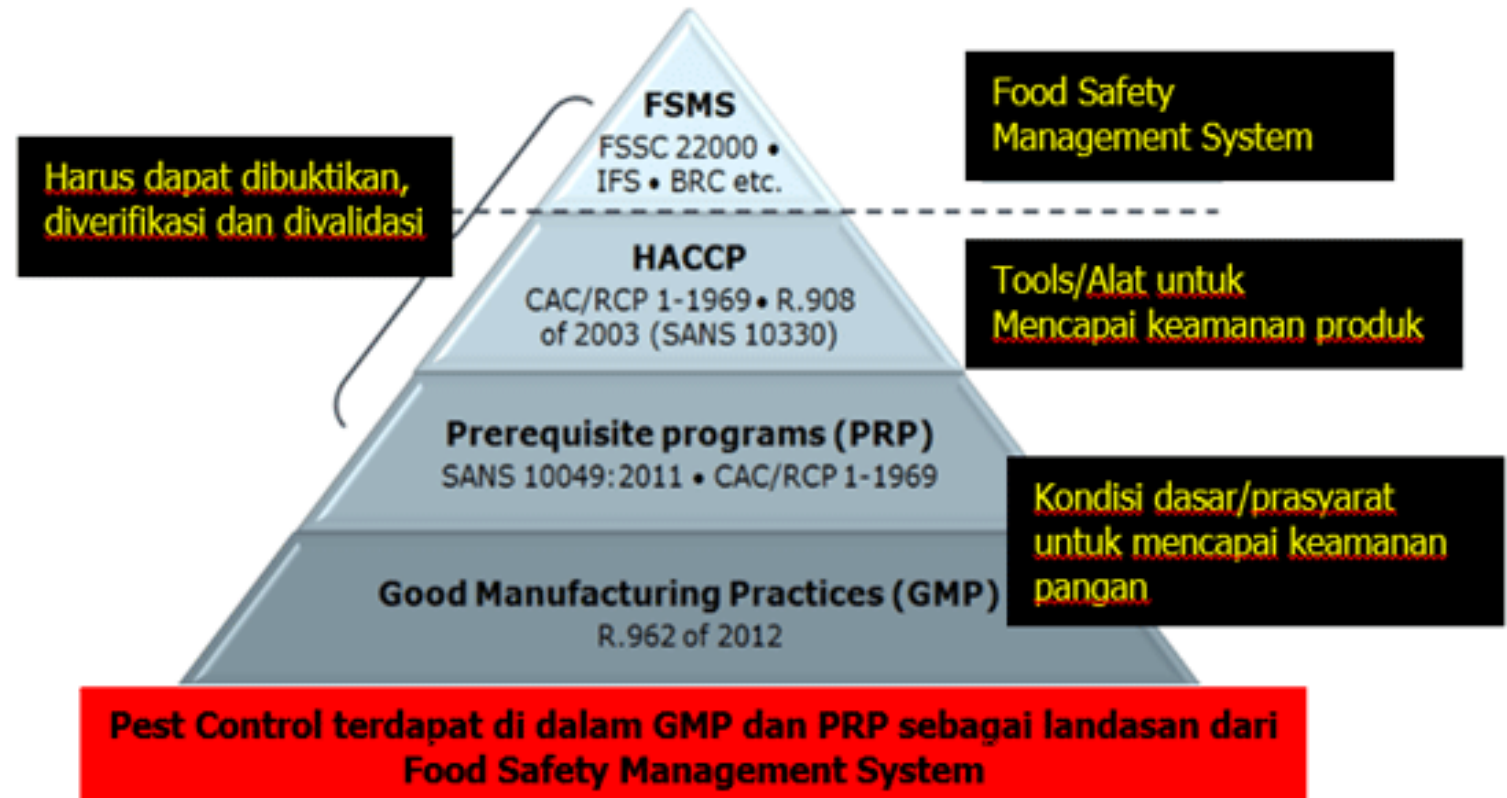 FSMS
FSSC 22000 •
IFS • BRC etc.
Food Safety
Management System
Harus dapat dibuktikan,
diverifikasi dan divalidasi
HACCP
CAC/RCP 1-1969 • R.908
of 2003 (SANS 10330)
Tools/Alat untuk
Mencapai keamanan produk
Prerequisite programs (PRP)
SANS 10049:2011 • CAC/RCP 1-1969
Kondisi dasar/prasyarat
untuk mencapai keamanan
pangan
Good Manufacturing Practices (GMP)
R.962 of 2012
Pest Control terdapat di dalam GMP dan PRP sebagai landasan dari
Food Safety Management System